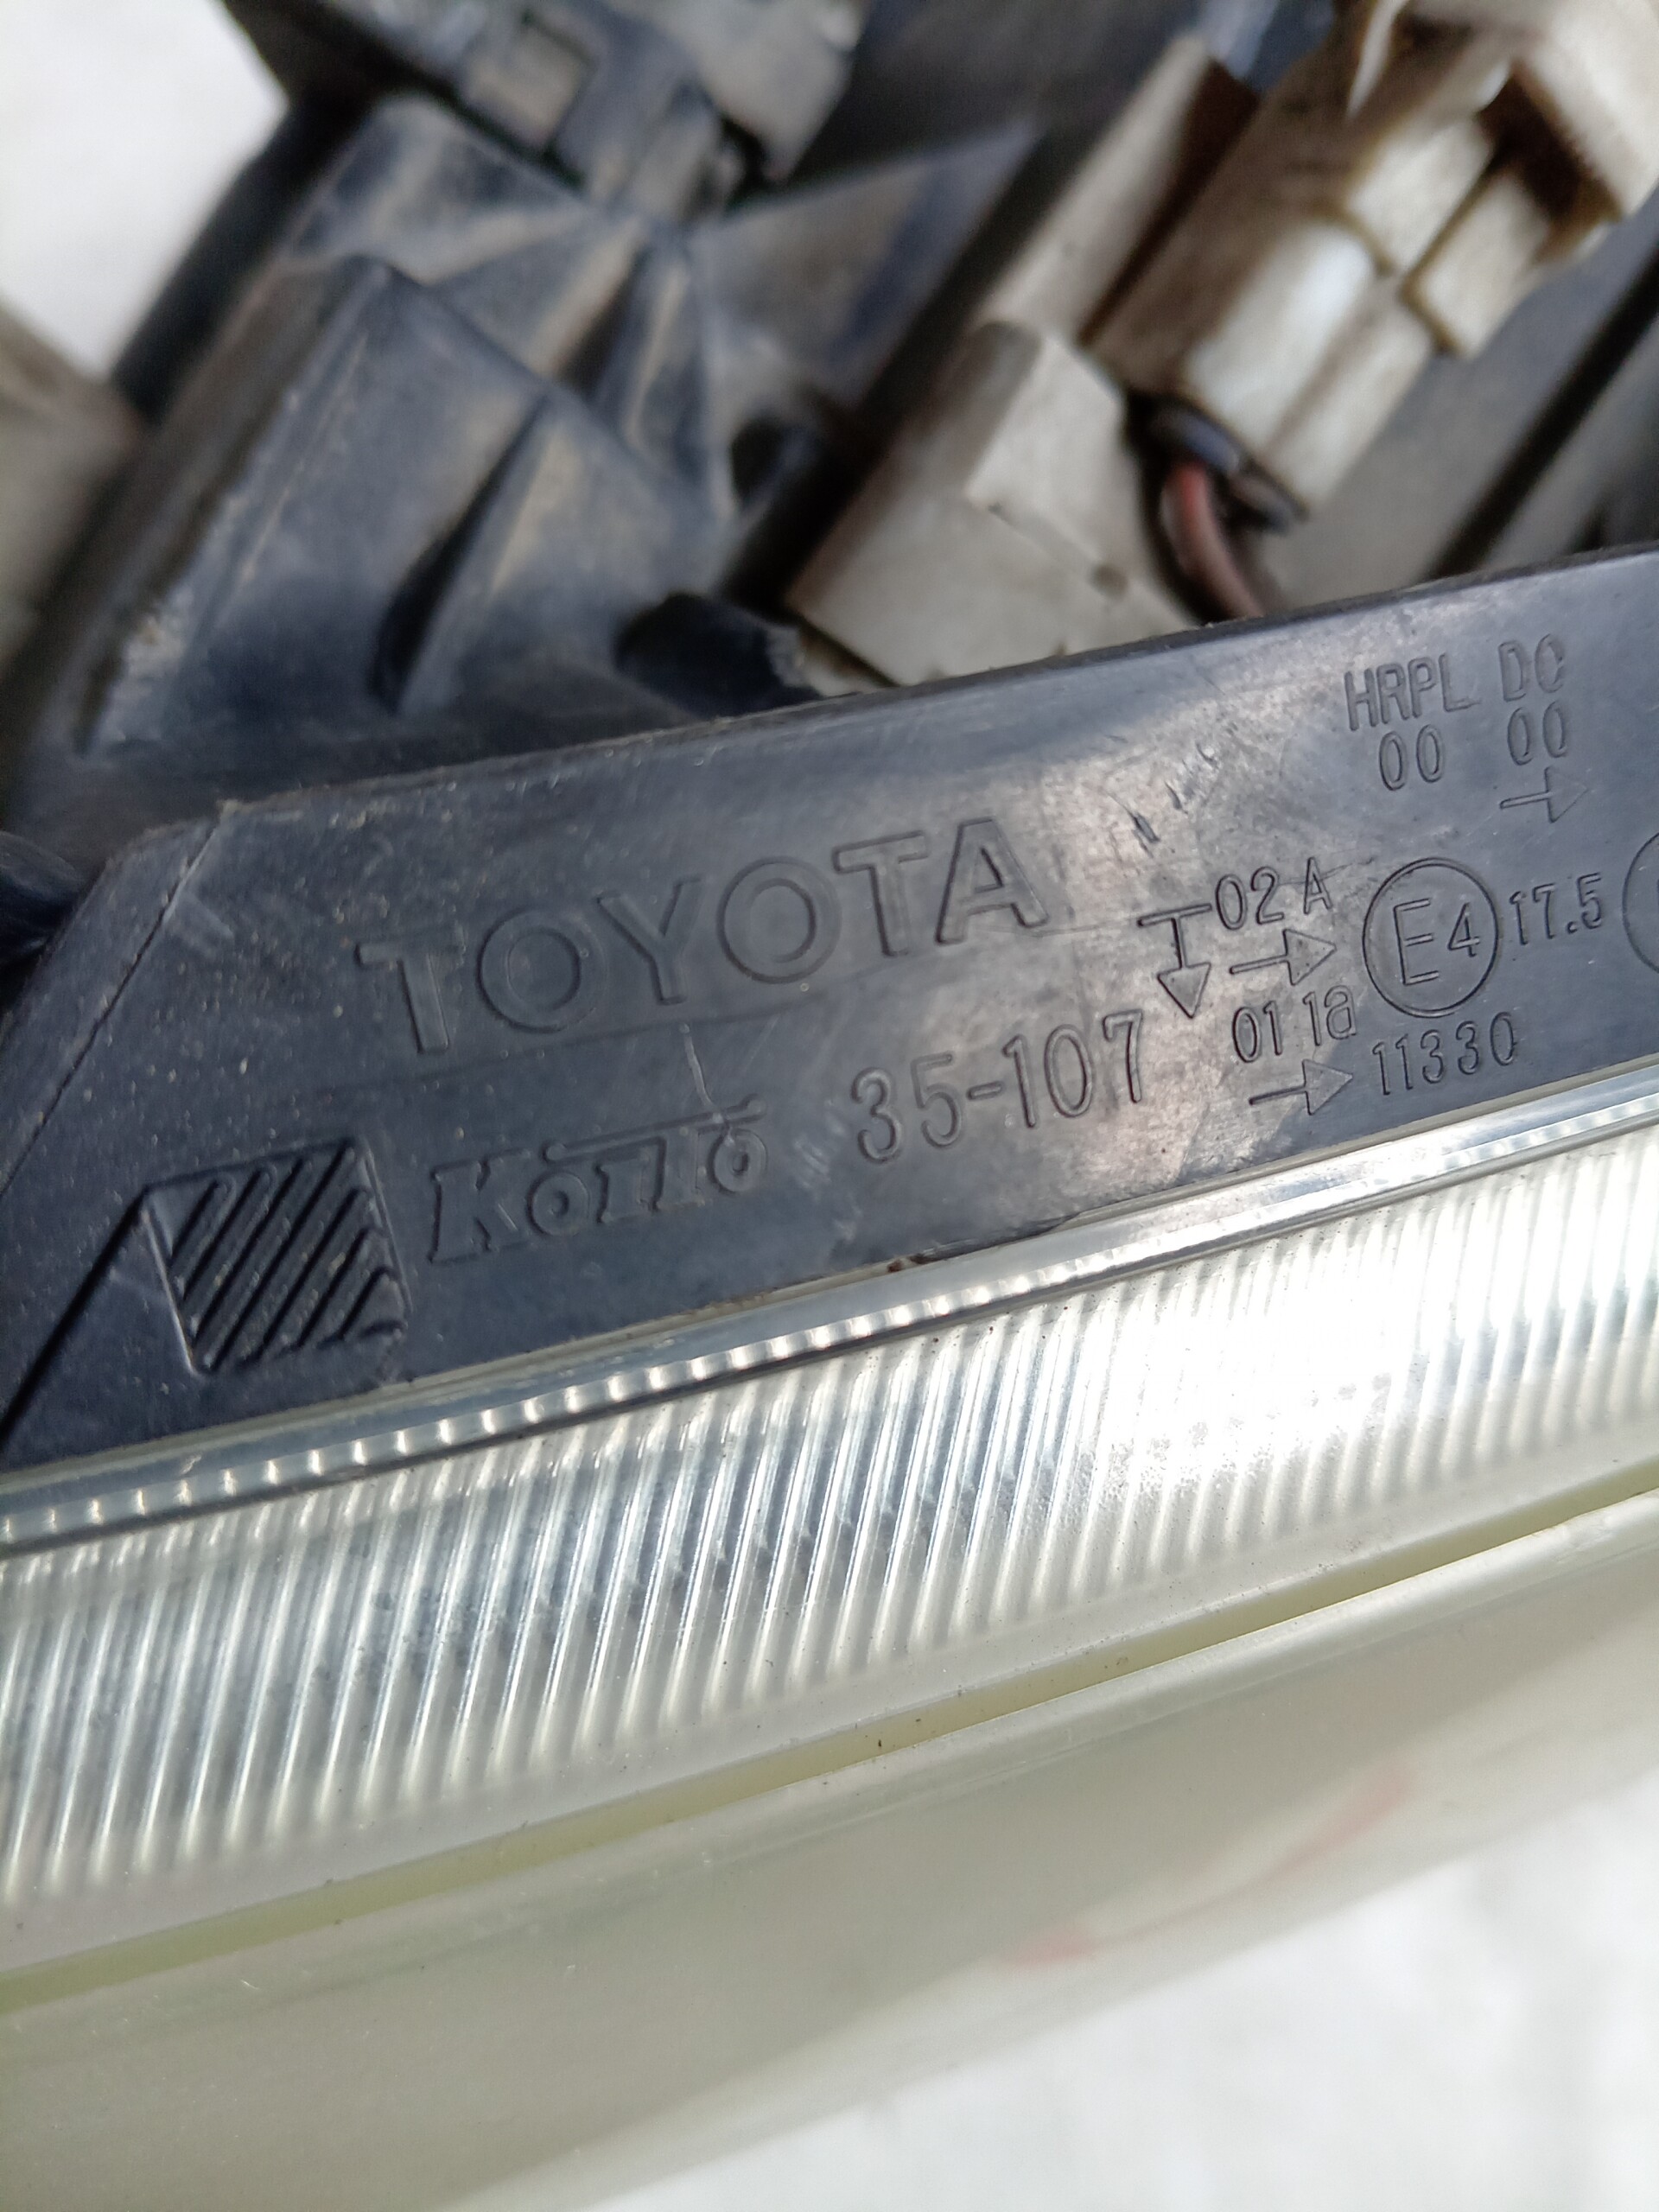 HRPL DC
00 00
TOYOTA
02 A
E4 17.5
KOITO 35-107
01 1a
11330